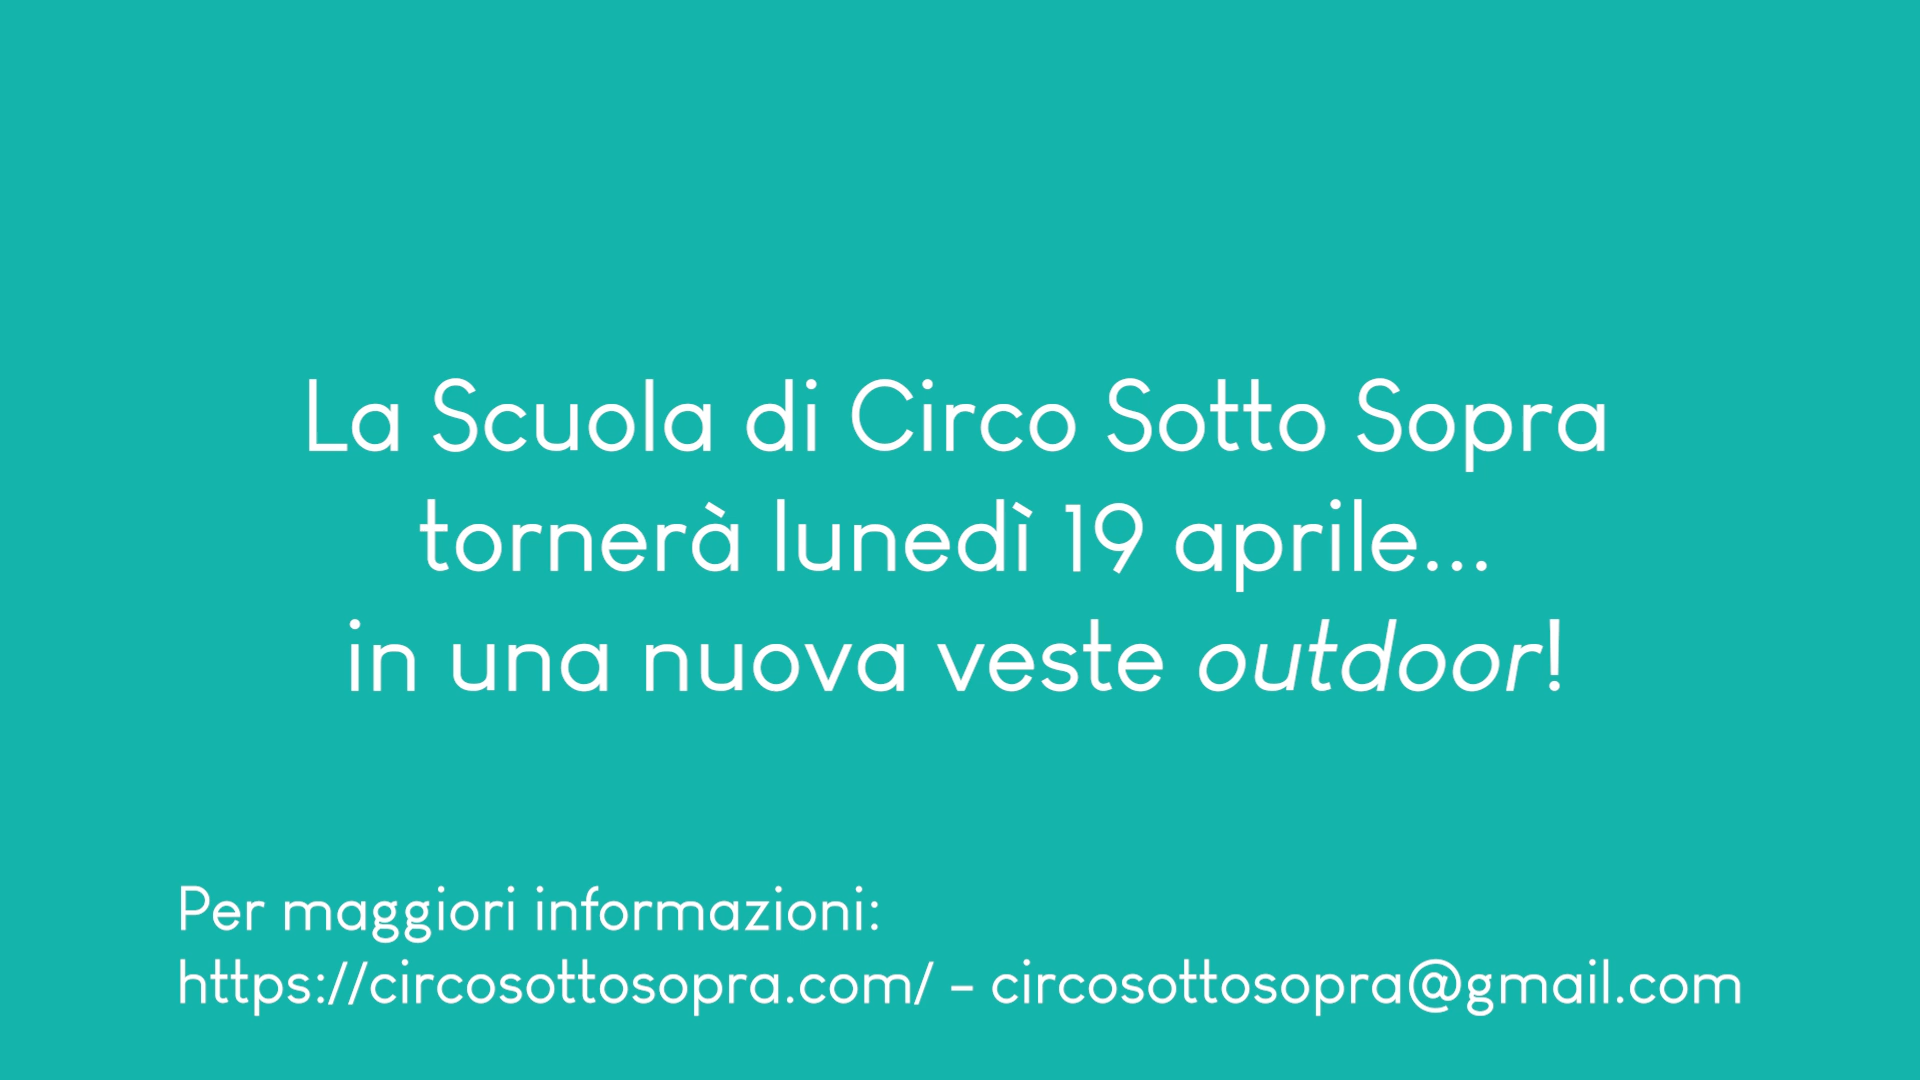 La Scuola di Circo Sotto Sopra
tornerà lunedì 19 aprile...
in una nuova veste outdoor!
Per maggiori informazioni:
https://circosottosopra.com/ - circosottosopra@gmail.com